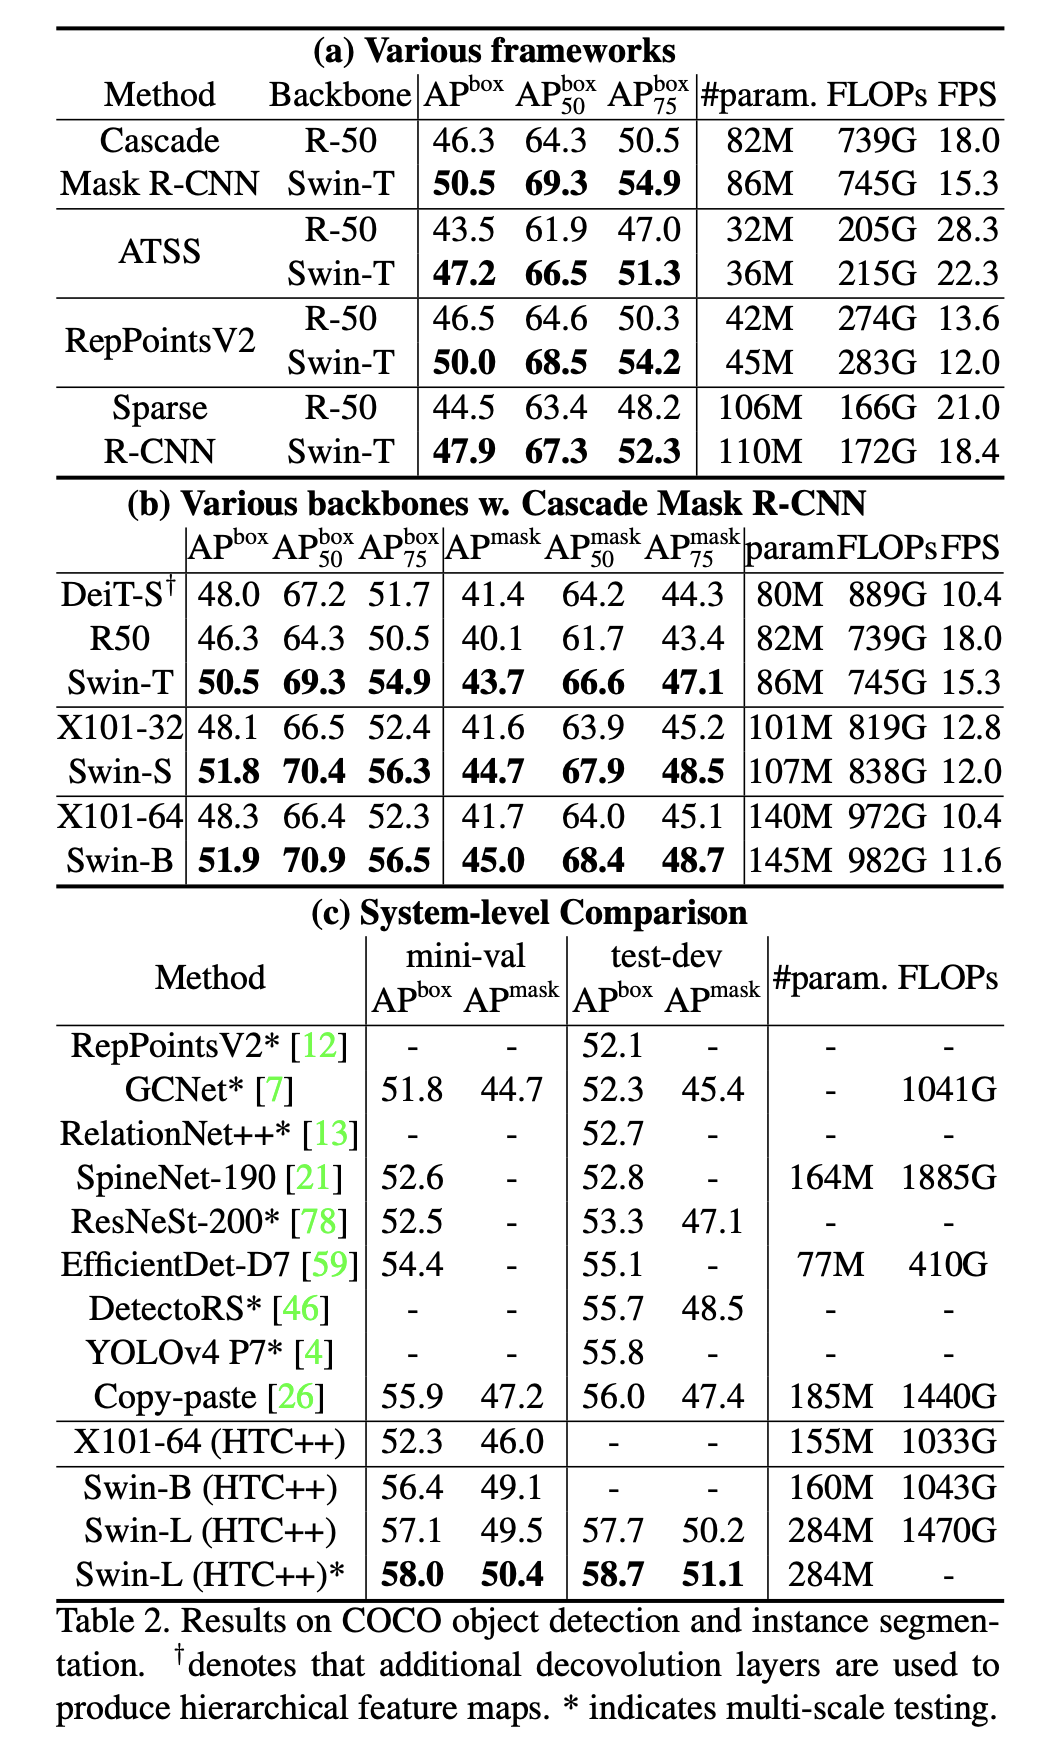 (a) Various frameworks
Method Backbone AP^box AP^box_50 AP^box_75 #param. FLOPs FPS
Cascade R-50 46.3 64.3 50.5 82M 739G 18.0
Mask R-CNN Swin-T 50.5 69.3 54.9 86M 745G 15.3
ATSS R-50 43.5 61.9 47.0 32M 205G 28.3
Swin-T 47.2 66.5 51.3 36M 215G 22.3
RepPointsV2 R-50 46.5 64.6 50.3 42M 274G 13.6
Swin-T 50.0 68.5 54.2 45M 283G 12.0
Sparse R-50 44.5 63.4 48.2 106M 166G 21.0
R-CNN Swin-T 47.9 67.3 52.3 110M 172G 18.4
(b) Various backbones w. Cascade Mask R-CNN
AP^box AP^box_50 AP^box_75 AP^mask AP^mask_50 AP^mask_75 param FLOPs FPS
DeiT-S† 48.0 67.2 51.7 41.4 64.2 44.3 80M 889G 10.4
R50 46.3 64.3 50.5 40.1 61.7 43.4 82M 739G 18.0
Swin-T 50.5 69.3 54.9 43.7 66.6 47.1 86M 745G 15.3
X101-32 48.1 66.5 52.4 41.6 63.9 45.2 101M 819G 12.8
Swin-S 51.8 70.4 56.3 44.7 67.9 48.5 107M 838G 12.0
X101-64 48.3 66.4 52.3 41.7 64.0 45.1 140M 972G 10.4
Swin-B 51.9 70.9 56.5 45.0 68.4 48.7 145M 982G 11.6
(c) System-level Comparison
Method mini-val test-dev #param. FLOPs
AP^box AP^mask AP^box AP^mask
RepPointsV2* [12] - - 52.1 - - -
GCNet* [7] 51.8 44.7 52.3 45.4 - 1041G
RelationNet++* [13] - - 52.7 - - -
SpineNet-190 [21] 52.6 - 52.8 - 164M 1885G
ResNeSt-200* [78] 52.5 - 53.3 47.1 - -
EfficientDet-D7 [59] 54.4 - 55.1 - 77M 410G
DetectoRS* [46] - - 55.7 48.5 - -
YOLOv4 P7* [4] - - 55.8 - - -
Copy-paste [26] 55.9 47.2 56.0 47.4 185M 1440G
X101-64 (HTC++) 52.3 46.0 - - 155M 1033G
Swin-B (HTC++) 56.4 49.1 - - 160M 1043G
Swin-L (HTC++) 57.1 49.5 57.7 50.2 284M 1470G
Swin-L (HTC++)* 58.0 50.4 58.7 51.1 284M -
Table 2. Results on COCO object detection and instance segmen-
tation. †denotes that additional decovolution layers are used to
produce hierarchical feature maps. * indicates multi-scale testing.